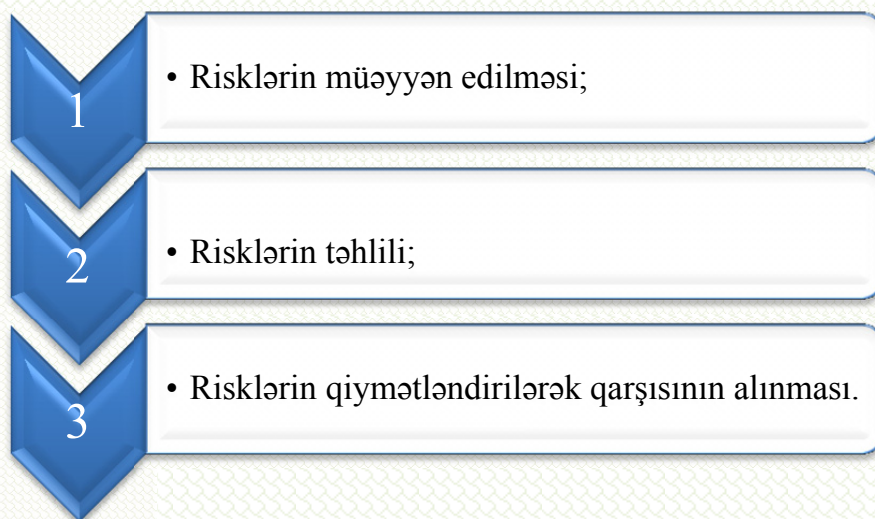 1
• Risklərin müəyyən edilməsi;
2
• Risklərin təhlili;
3
• Risklərin qiymətləndirilərək qarşısının alınması.